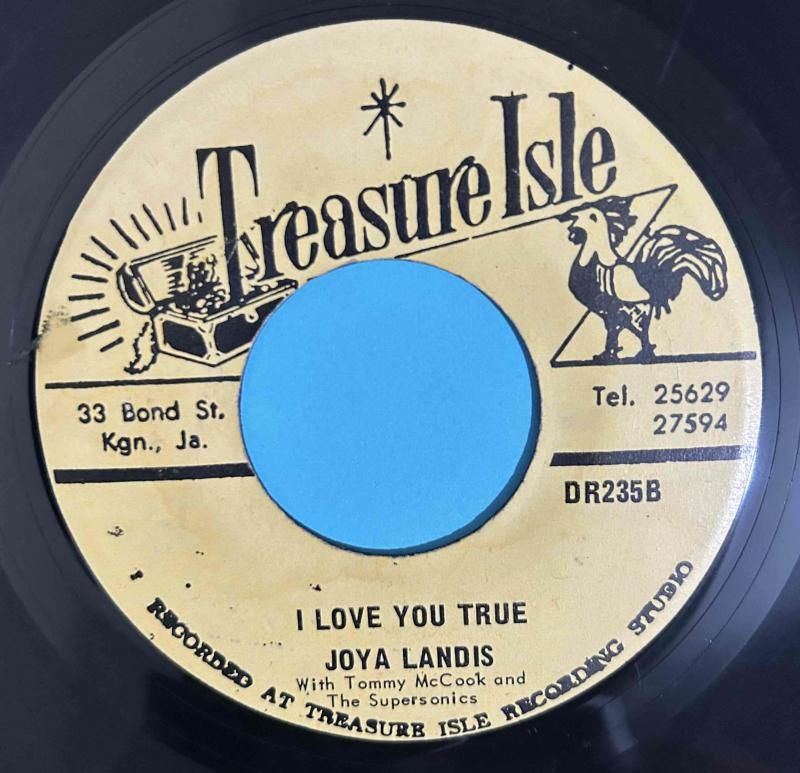 Treasure Isle
33 Bond St.
Kgn., Ja.
Tel. 25629
27594
DR235B
I LOVE YOU TRUE
JOYA LANDIS
With Tommy McCook and
The Supersonics
RECORDED AT TREASURE ISLE RECORDING STUDIO